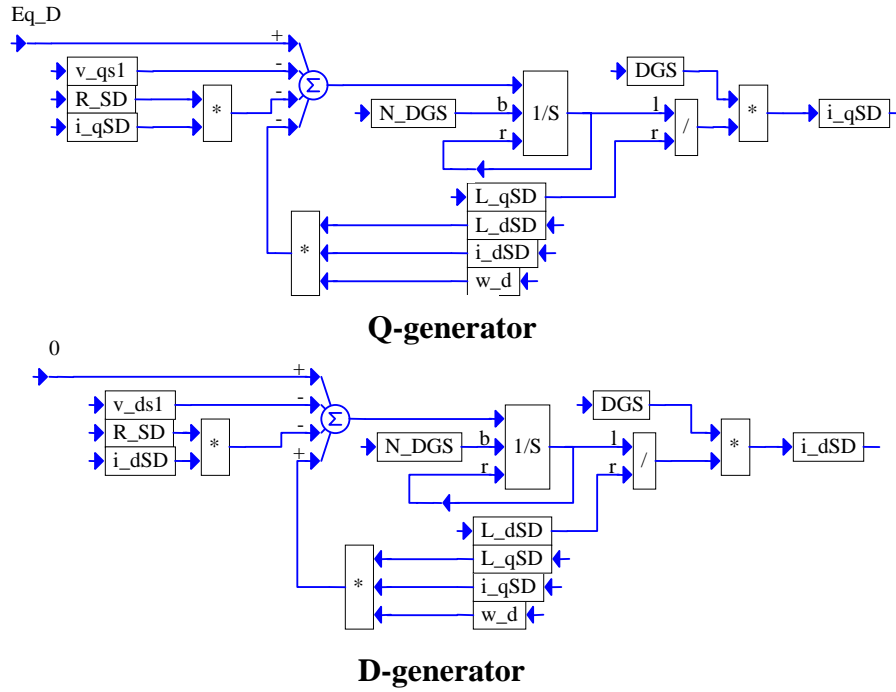 Eq_D
+
v_qs1
-
DGS
R_SD
-
*
Σ
i_qSD
-
N_DGS
b
1/S
l
/
*
i_qSD
r
r
L_qSD
L_dSD
*
i_dSD
w_d
Q-generator
0
+
v_ds1
-
DGS
R_SD
-
*
Σ
i_dSD
+
N_DGS
b
1/S
l
/
*
i_dSD
r
r
L_dSD
L_qSD
*
i_qSD
w_d
D-generator